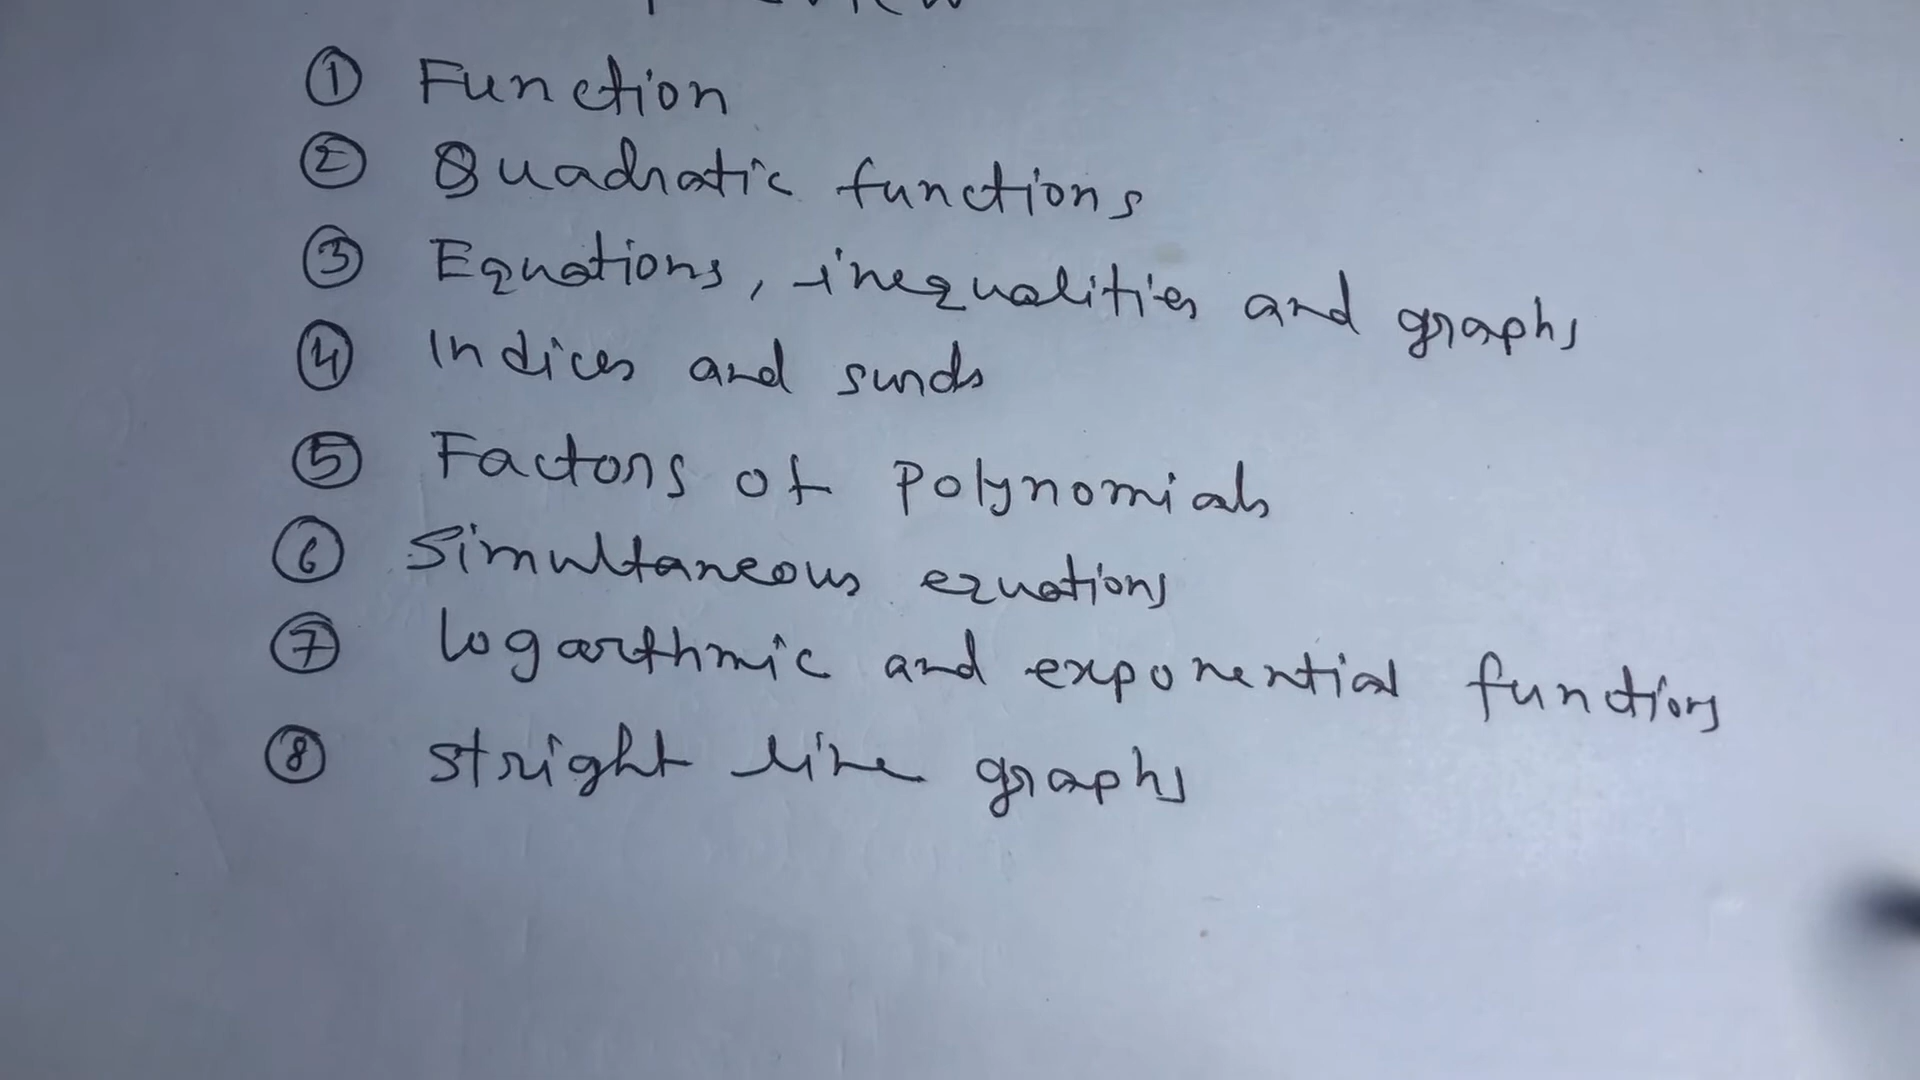 ① Function
② Quadratic functions
③ Equations, inequalities and graphs
④ Indices and surds
⑤ Factors of Polynomials
⑥ Simultaneous equations
⑦ logarthmic and exponential functions
⑧ stright line graphs